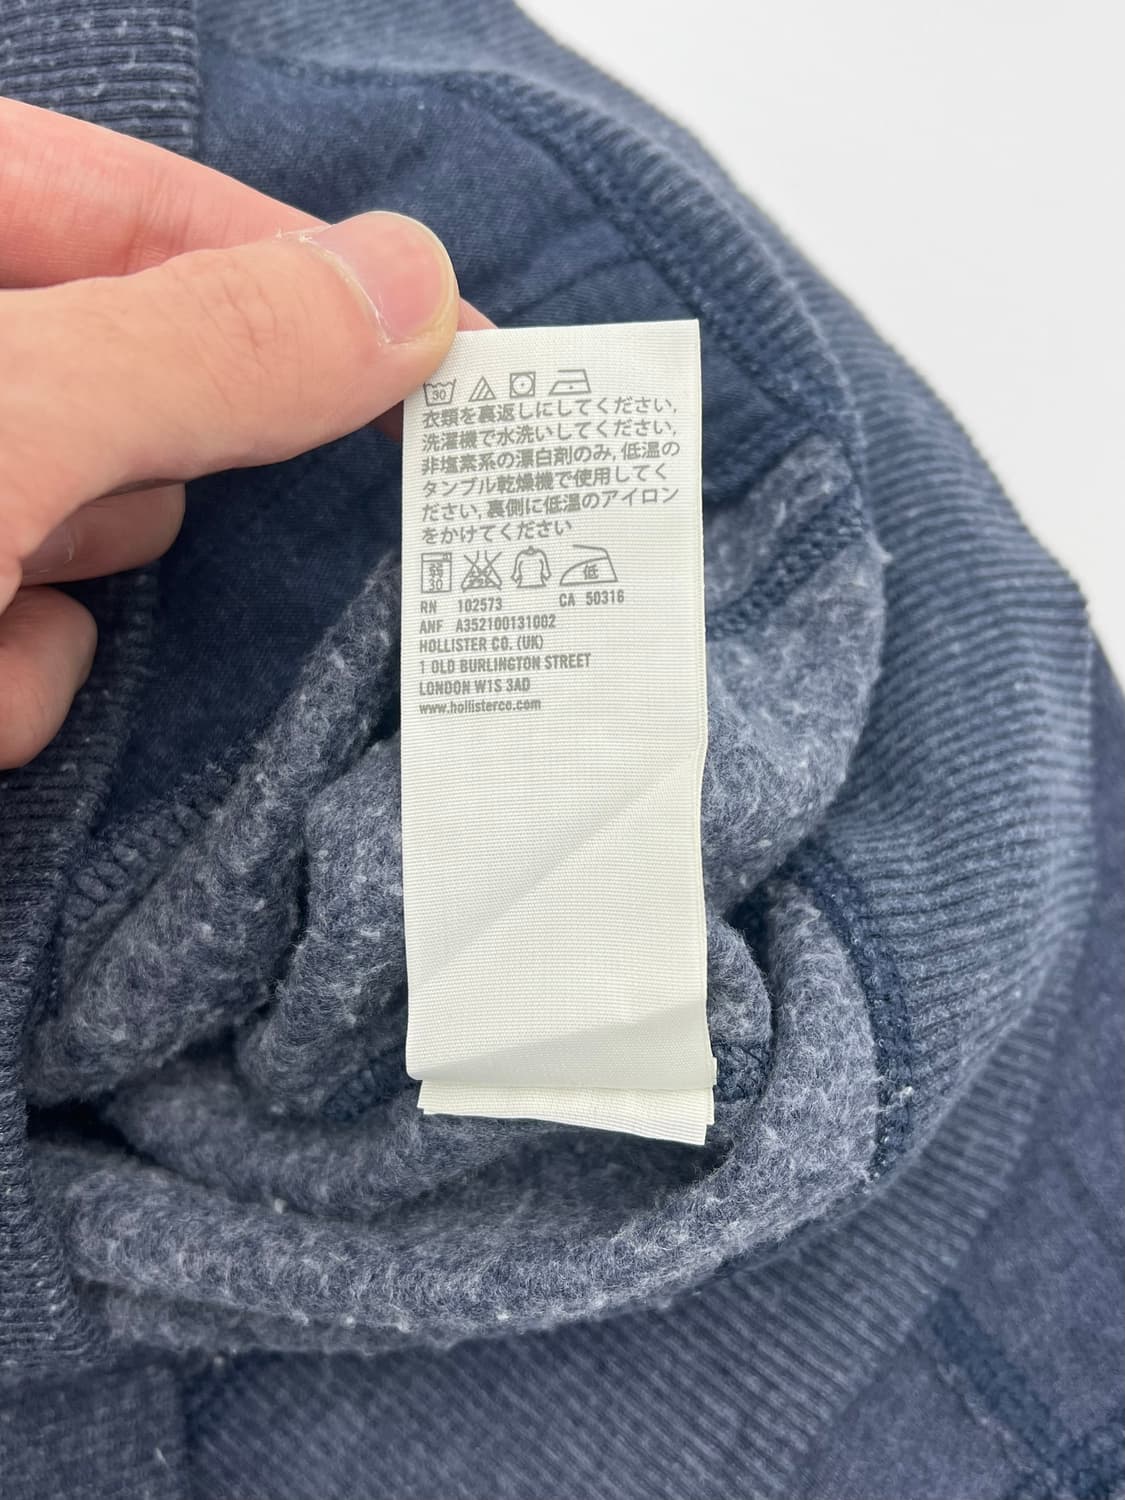 30
衣類を裏返しにしてください,
洗濯機で水洗いしてください,
非塩素系の漂白剤のみ, 低温の
タンブル乾燥機で使用してく
ださい, 裏側に低温のアイロン
をかけてください
30 低
RN 102573 CA 50316
ANF A352100131002
HOLLISTER CO. (UK)
1 OLD BURLINGTON STREET
LONDON W1S 3AD
www.hollisterco.com